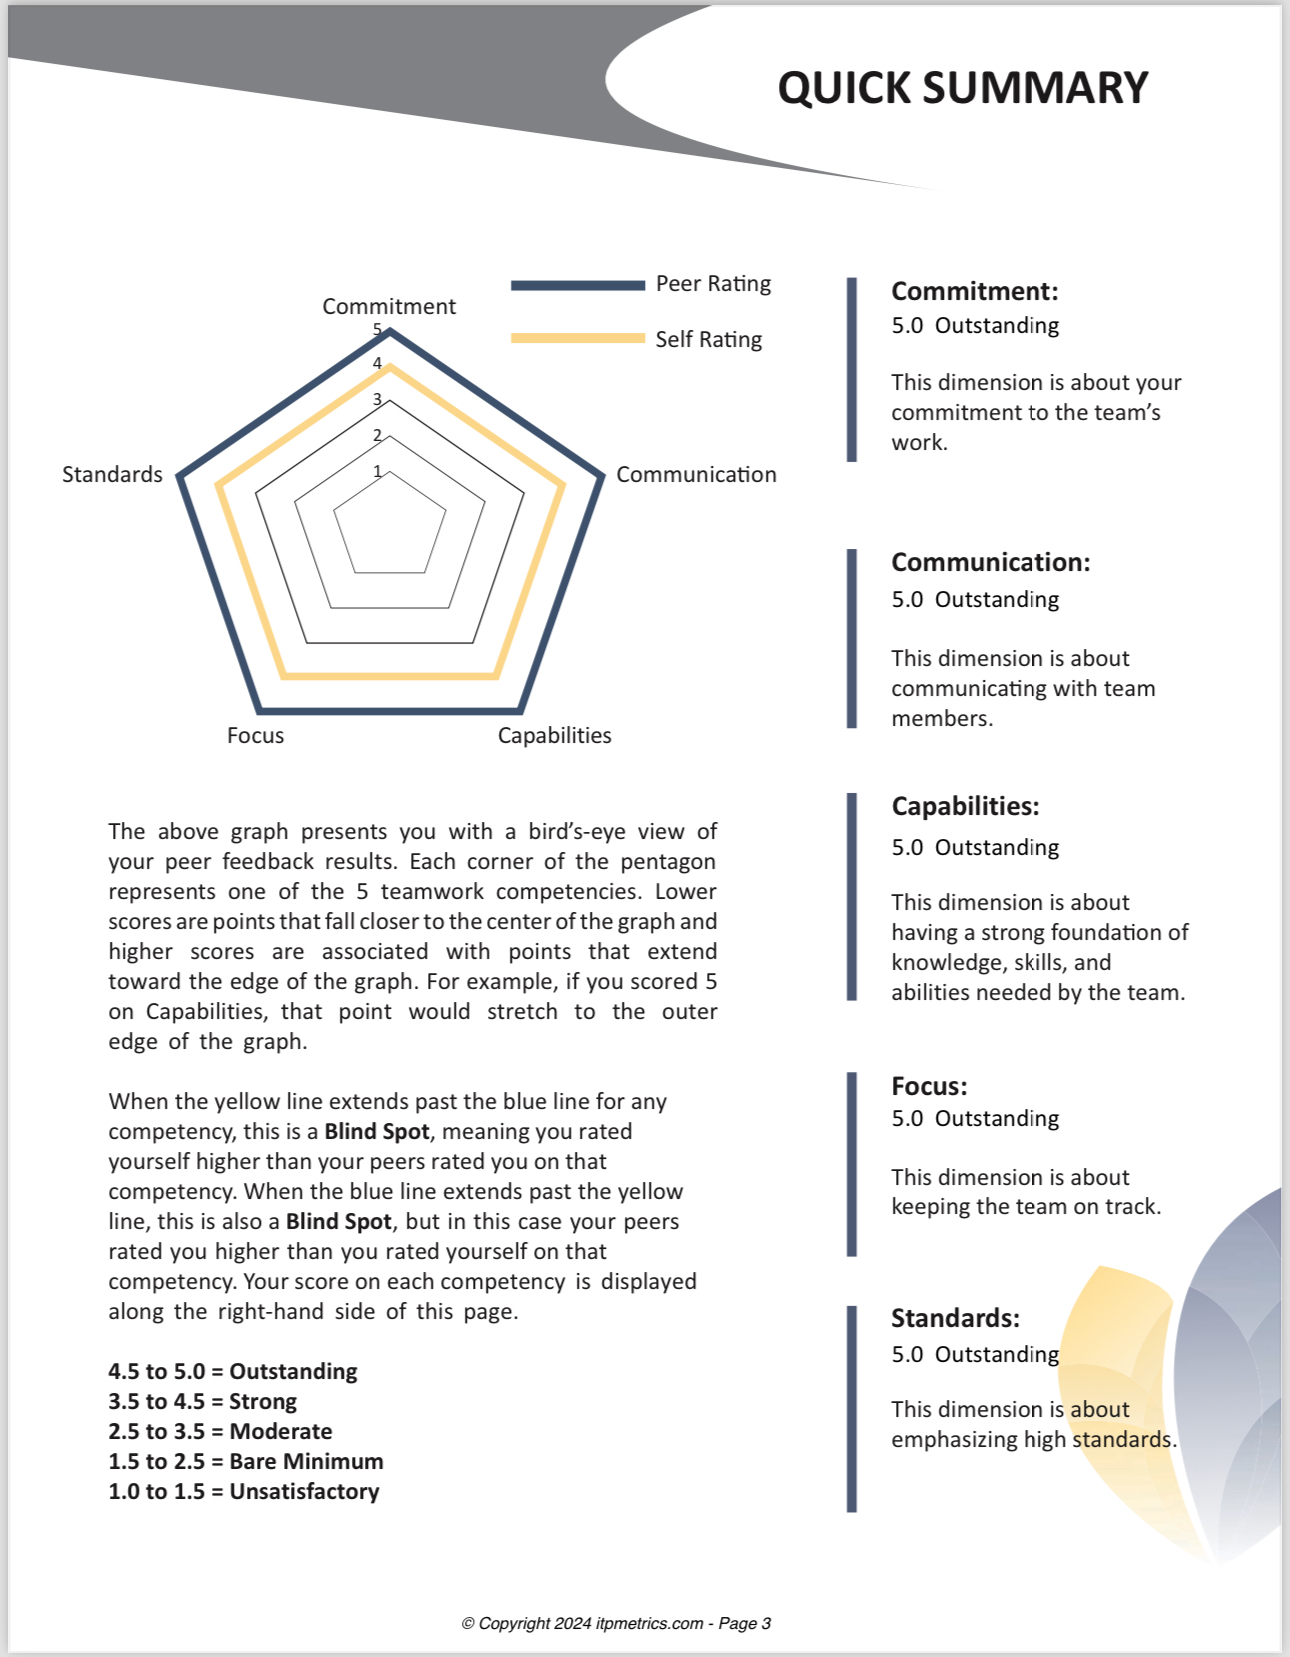 QUICK SUMMARY
Peer Rating
Self Rating
Commitment
5
4
3
2
1
Standards
Communication
Focus
Capabilities
The above graph presents you with a bird’s-eye view of
your peer feedback results. Each corner of the pentagon
represents one of the 5 teamwork competencies. Lower
scores are points that fall closer to the center of the graph and
higher scores are associated with points that extend
toward the edge of the graph. For example, if you scored 5
on Capabilities, that point would stretch to the outer
edge of the graph.
When the yellow line extends past the blue line for any
competency, this is a Blind Spot, meaning you rated
yourself higher than your peers rated you on that
competency. When the blue line extends past the yellow
line, this is also a Blind Spot, but in this case your peers
rated you higher than you rated yourself on that
competency. Your score on each competency is displayed
along the right-hand side of this page.
4.5 to 5.0 = Outstanding
3.5 to 4.5 = Strong
2.5 to 3.5 = Moderate
1.5 to 2.5 = Bare Minimum
1.0 to 1.5 = Unsatisfactory
Commitment:
5.0 Outstanding
This dimension is about your
commitment to the team’s
work.
Communication:
5.0 Outstanding
This dimension is about
communicating with team
members.
Capabilities:
5.0 Outstanding
This dimension is about
having a strong foundation of
knowledge, skills, and
abilities needed by the team.
Focus:
5.0 Outstanding
This dimension is about
keeping the team on track.
Standards:
5.0 Outstanding
This dimension is about
emphasizing high standards.
© Copyright 2024 itpmetrics.com - Page 3